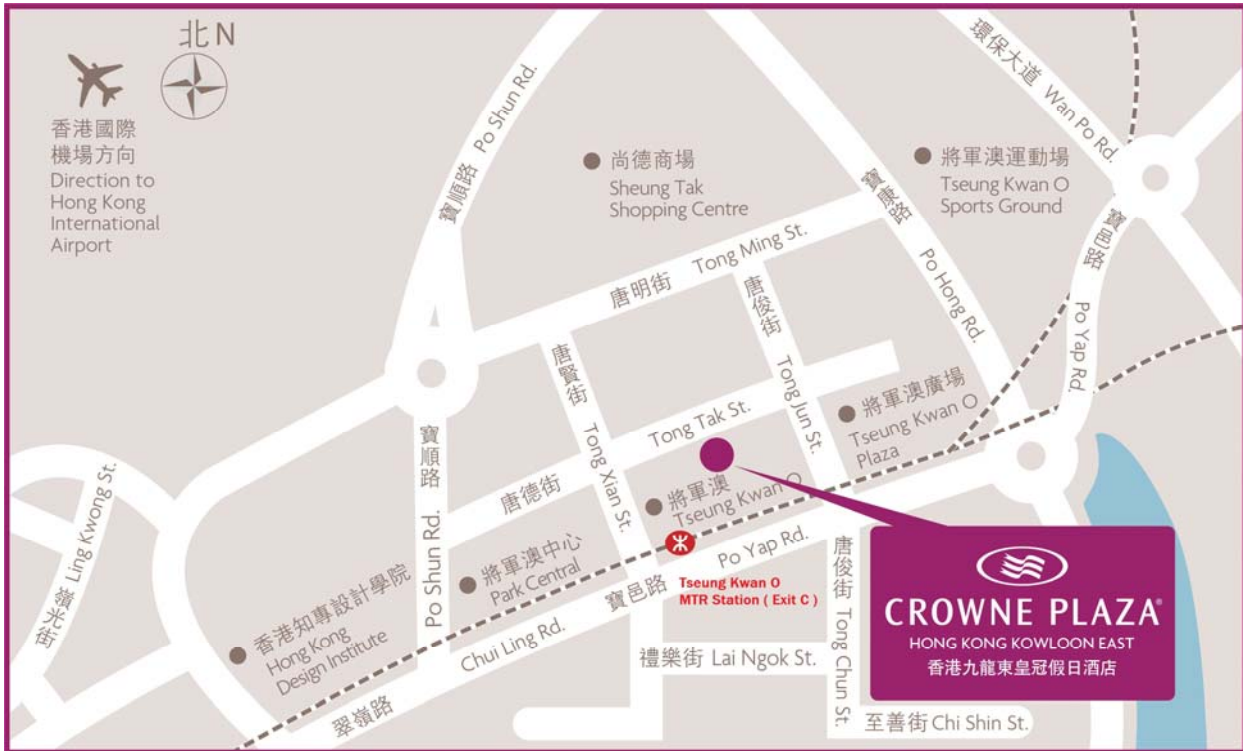 北 N
香港國際
機場方向
Direction to
Hong Kong
International
Airport
寶順路 Po Shun Rd.
尚德商場
Sheung Tak
Shopping Centre
環保大道 Wan Po Rd.
將軍澳運動場
Tseung Kwan O
Sports Ground
寶康路 Po Hong Rd.
寶邑路 Po Yap Rd.
唐明街 Tong Ming St.
唐賢街 Tong Xian St.
唐俊街 Tong Jun St.
唐德街 Tong Tak St.
將軍澳廣場
Tseung Kwan O
Plaza
將軍澳
Tseung Kwan O
寶順路 Po Shun Rd.
嶺光街 Ling Kwong St.
香港知專設計學院
Hong Kong
Design Institute
將軍澳中心
Park Central
Tseung Kwan O
MTR Station ( Exit C )
寶邑路 Po Yap Rd.
翠嶺路 Chui Ling Rd.
禮樂街 Lai Ngok St.
唐俊街 Tong Chun St.
至善街 Chi Shin St.
CROWNE PLAZA®
HONG KONG KOWLOON EAST
香港九龍東皇冠假日酒店